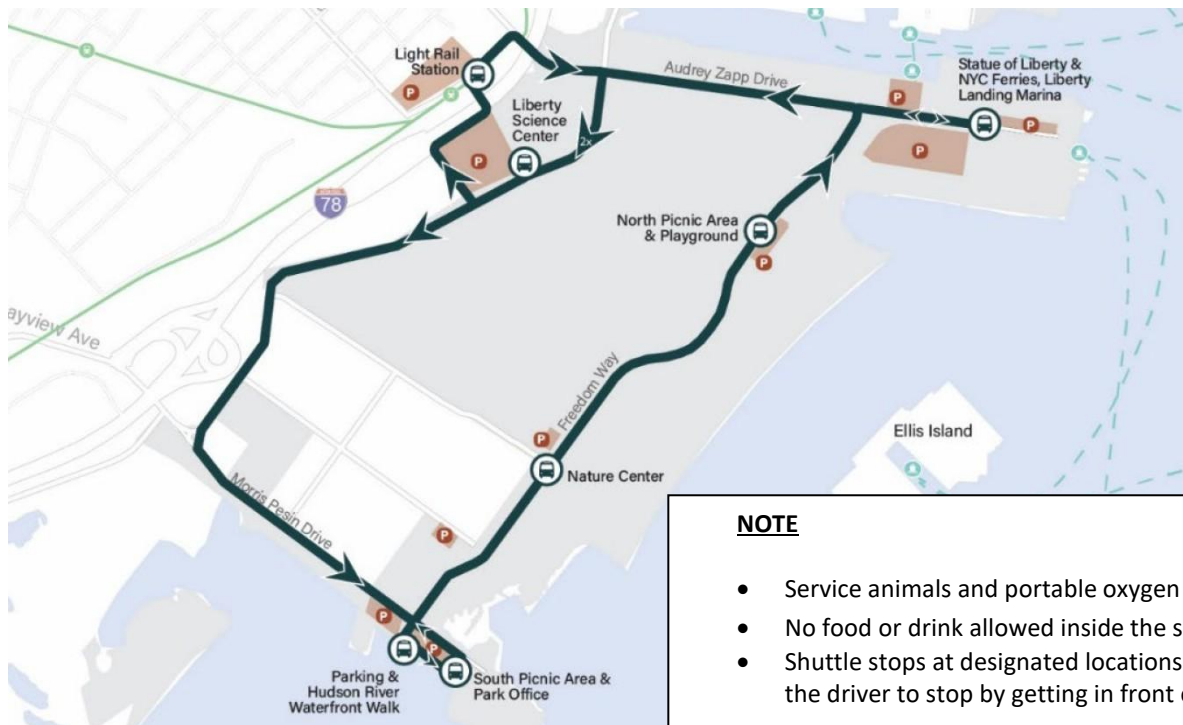 Light Rail
Station
Audrey Zapp Drive
Statue of Liberty &
NYC Ferries, Liberty
Landing Marina
P
P
P
P
Liberty
Science
Center
2x
P
78
North Picnic Area
& Playground
P
ayview Ave
Freedom Way
Ellis Island
P
Nature Center
Morris Pesin Drive
P
P
P
Parking &
Hudson River
Waterfront Walk
South Picnic Area &
Park Office
NOTE
• Service animals and portable oxygen
• No food or drink allowed inside the s
• Shuttle stops at designated locations
the driver to stop by getting in front